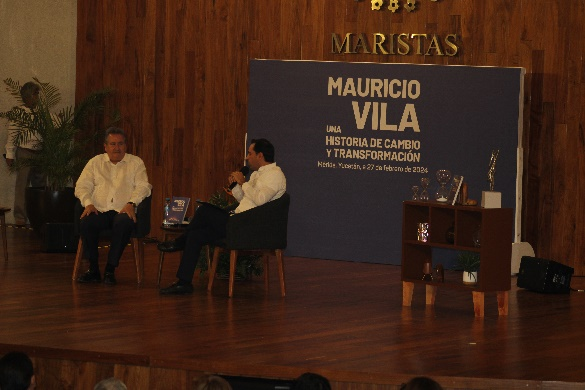 MARISTAS
MAURICIO
VILA
UNA
HISTORIA DE CAMBIO
Y TRANSFORMACIÓN
Mérida, Yucatán, a 27 de febrero de 2024